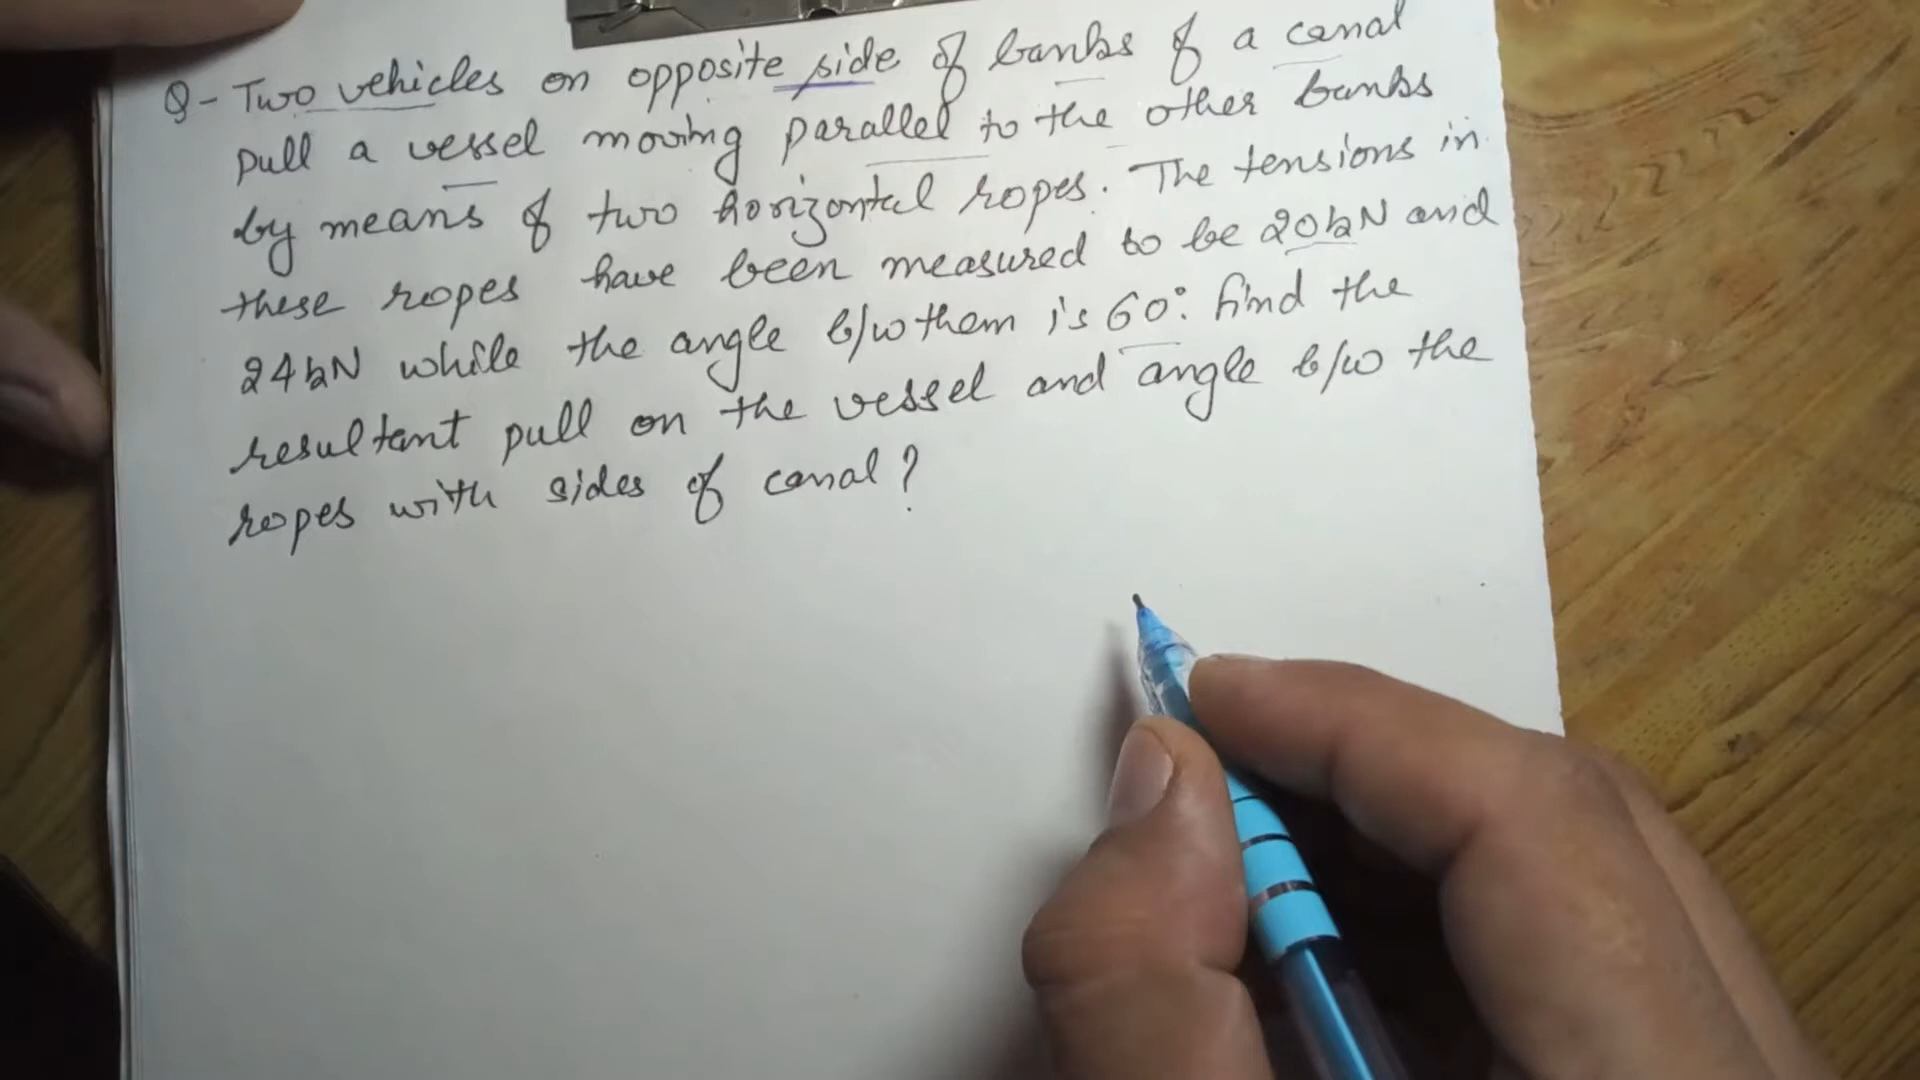 Q- Two vehicles on opposite side of banks of a canal
pull a vessel moving parallel to the other banks
by means of two horizontal ropes. The tensions in
these ropes have been measured to be 20kN and
24kN while the angle b/w them is 60°. find the
resultant pull on the vessel and angle b/w the
ropes with sides of canal?